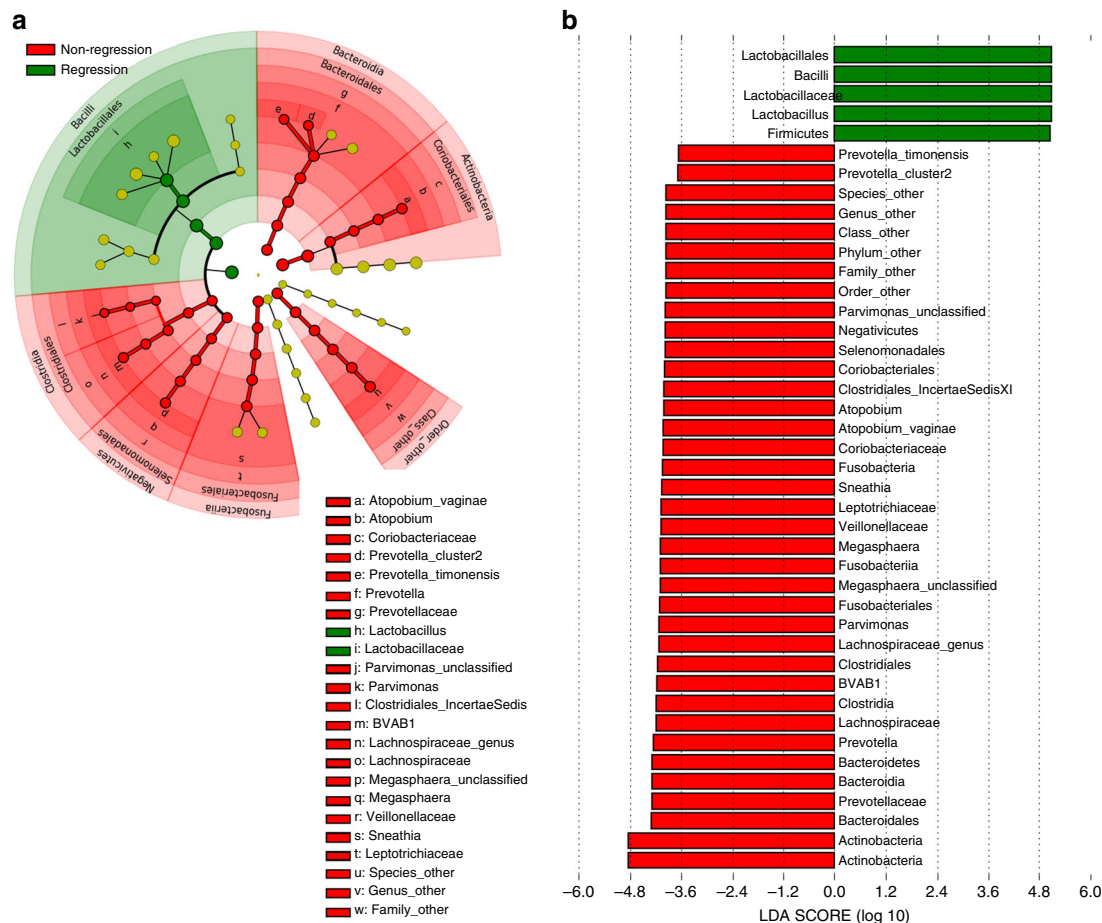 a
Non-regression
Regression
Bacteroidia
Bacteroidales
g
f
e
d
Actinobacteria
Coriobacteriales
c
b
a
Bacilli
Lactobacillales
i
h
Clostridia
Clostridiales
l
k
j
o
n
m
Negativicutes
Selenomonadales
r
q
p
Fusobacteriia
Fusobacteriales
t
s
Order_other
Class_other
w
v
u
a: Atopobium_vaginae
b: Atopobium
c: Coriobacteriaceae
d: Prevotella_cluster2
e: Prevotella_timonensis
f: Prevotella
g: Prevotellaceae
h: Lactobacillus
i: Lactobacillaceae
j: Parvimonas_unclassified
k: Parvimonas
l: Clostridiales_IncertaeSedis
m: BVAB1
n: Lachnospiraceae_genus
o: Lachnospiraceae
p: Megasphaera_unclassified
q: Megasphaera
r: Veillonellaceae
s: Sneathia
t: Leptotrichiaceae
u: Species_other
v: Genus_other
w: Family_other
b
Lactobacillales
Bacilli
Lactobacillaceae
Lactobacillus
Firmicutes
Prevotella_timonensis
Prevotella_cluster2
Species_other
Genus_other
Class_other
Phylum_other
Family_other
Order_other
Parvimonas_unclassified
Negativicutes
Selenomonadales
Coriobacteriales
Clostridiales_IncertaeSedisXI
Atopobium
Atopobium_vaginae
Coriobacteriaceae
Fusobacteria
Sneathia
Leptotrichiaceae
Veillonellaceae
Megasphaera
Fusobacteriia
Megasphaera_unclassified
Fusobacteriales
Parvimonas
Lachnospiraceae_genus
Clostridiales
BVAB1
Clostridia
Lachnospiraceae
Prevotella
Bacteroidetes
Bacteroidia
Prevotellaceae
Bacteroidales
Actinobacteria
Actinobacteria
−6.0 −4.8 −3.6 −2.4 −1.2 0.0 1.2 2.4 3.6 4.8 6.0
LDA SCORE (log 10)